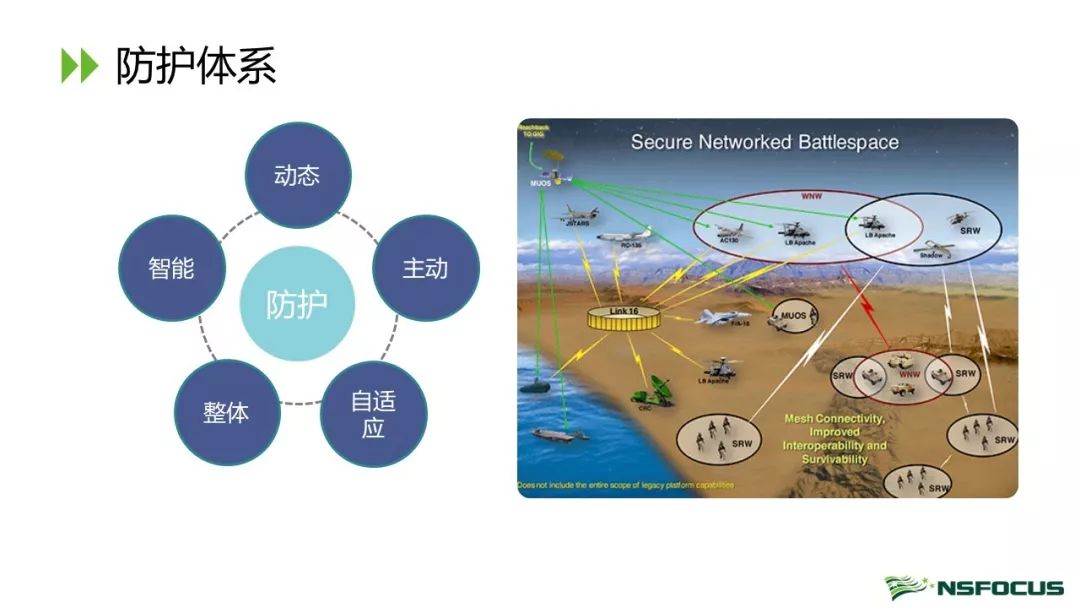 防护体系
动态
智能
主动
防护
整体
自适
应
Secure Networked Battlespace
Reachback
TO GIG
MUOS
WNW
JSTARS
RC-135
AC130
LB Apache
LB Apache
SRW
Shadow
Link 16
F/A-18
MUOS
LB Apache
CRC
SRW
WNW
SRW
Mesh Connectivity,
Improved
Interoperability and
Survivability
SRW
SRW
SRW
Does not include the entire scope of legacy platform capabilities
NSFOCUS